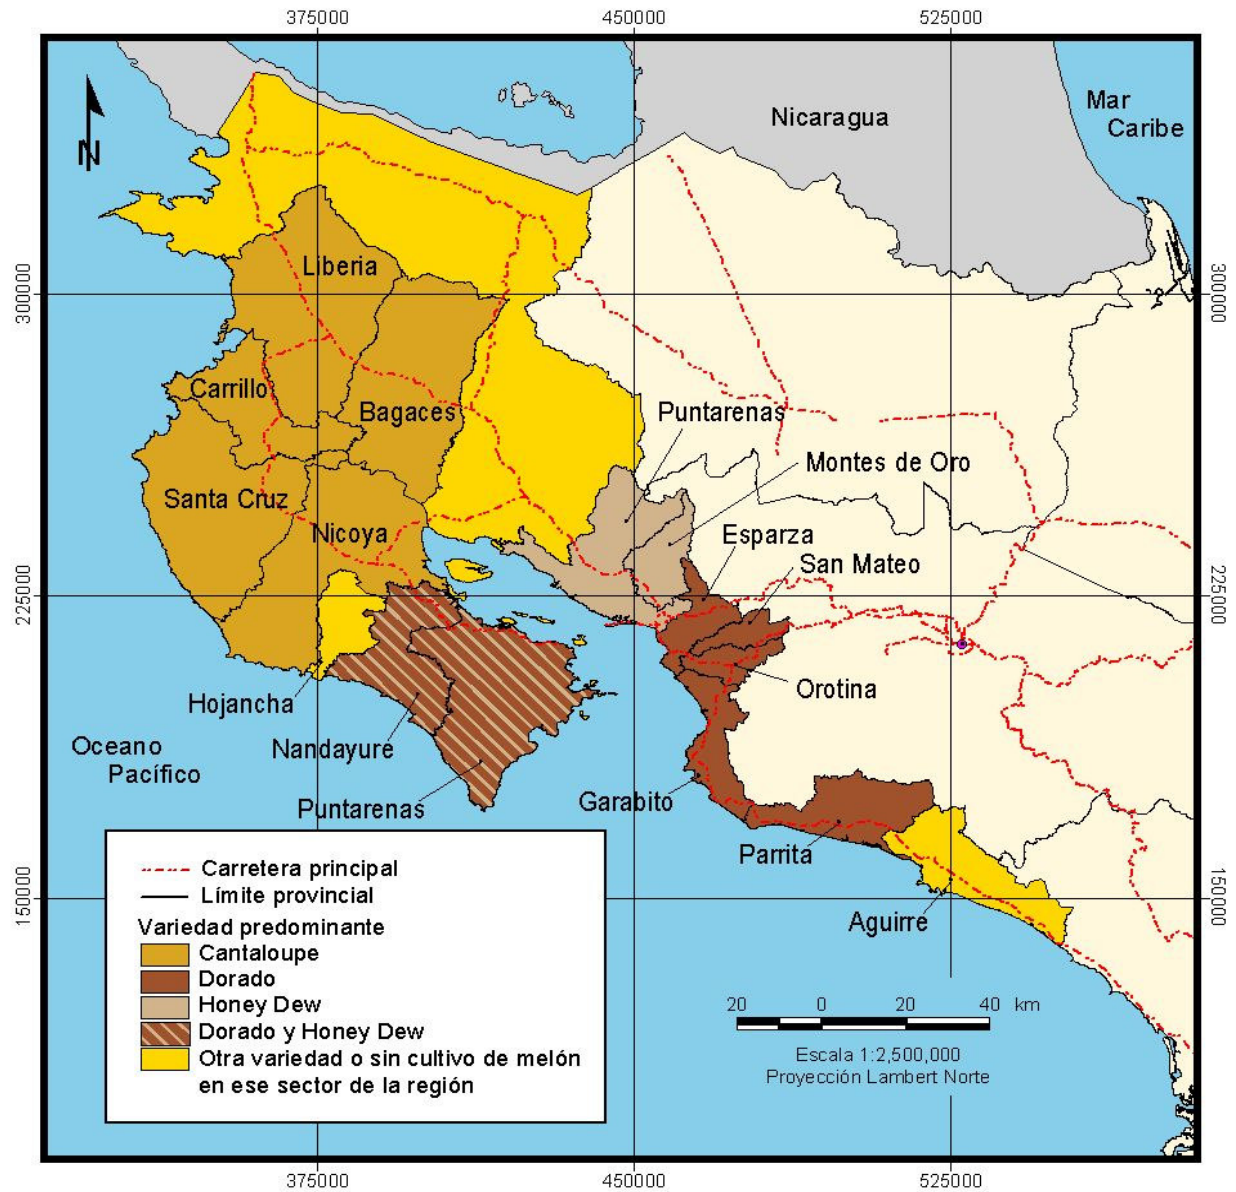 375000
450000
525000
Nicaragua
Mar
Caribe
N
300000
300000
Liberia
Carrillo
Bagaces
Puntarenas
Montes de Oro
Santa Cruz
Nicoya
Esparza
San Mateo
225000
225000
Hojancha
Orotina
Oceano
Pacífico
Nandayure
Puntarenas
Garabito
Parrita
Aguirre
150000
150000
Carretera principal
Límite provincial
Variedad predominante
Cantaloupe
Dorado
Honey Dew
Dorado y Honey Dew
Otra variedad o sin cultivo de melón
en ese sector de la región
20 0 20 40 km
Escala 1:2,500,000
Proyección Lambert Norte
375000
450000
525000